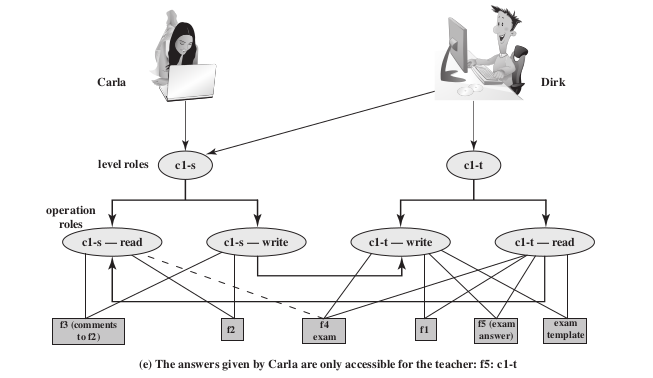 Carla
Dirk
level roles
c1-s
c1-t
operation
roles
c1-s — read
c1-s — write
c1-t — write
c1-t — read
f3 (comments
to f2)
f2
f4
exam
f1
f5 (exam
answer)
exam
template
(e) The answers given by Carla are only accessible for the teacher: f5: c1-t